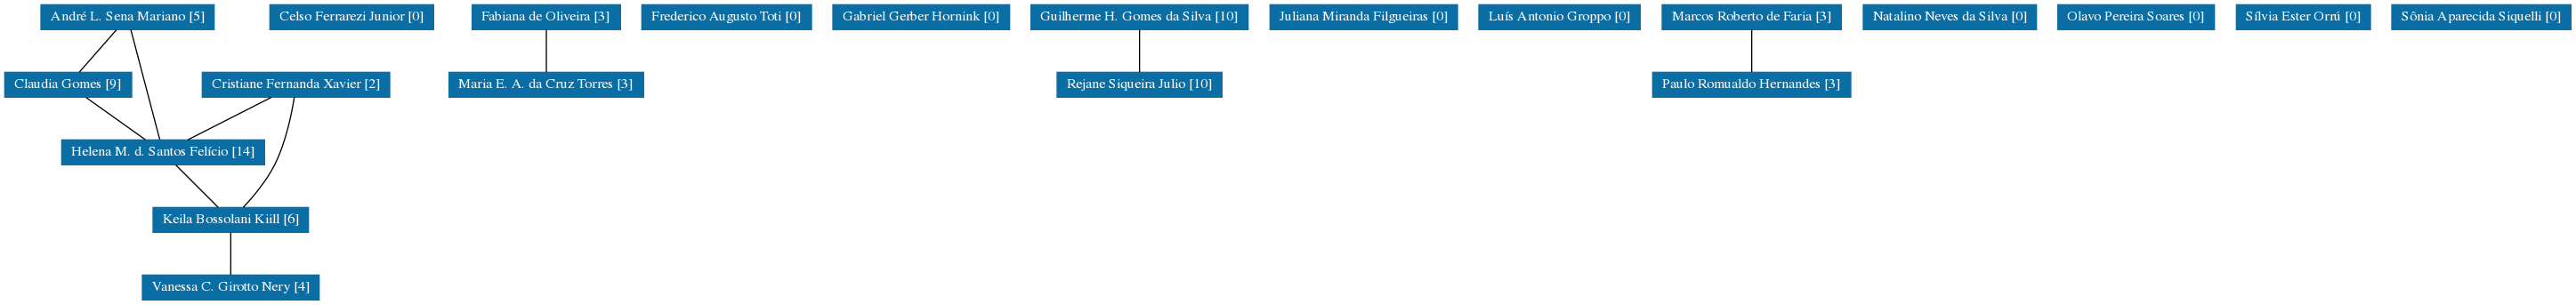 André L. Sena Mariano [5]
Celso Ferrarezi Junior [0]
Fabiana de Oliveira [3]
Frederico Augusto Toti [0]
Gabriel Gerber Hornink [0]
Guilherme H. Gomes da Silva [10]
Juliana Miranda Filgueiras [0]
Luís Antonio Groppo [0]
Marcos Roberto de Faria [3]
Natalino Neves da Silva [0]
Olavo Pereira Soares [0]
Sílvia Ester Orrú [0]
Sônia Aparecida Siquelli [0]
Claudia Gomes [9]
Cristiane Fernanda Xavier [2]
Maria E. A. da Cruz Torres [3]
Rejane Siqueira Julio [10]
Paulo Romualdo Hernandes [3]
Helena M. d. Santos Felício [14]
Keila Bossolani Kiill [6]
Vanessa C. Girotto Nery [4]